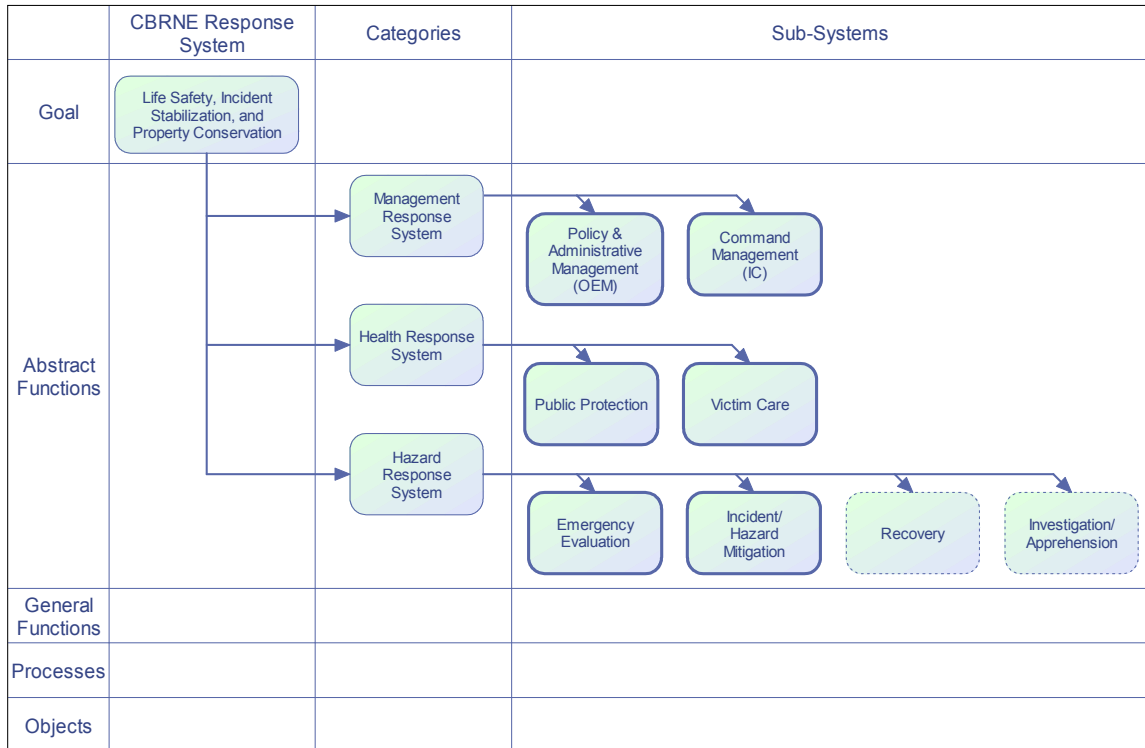 CBRNE Response
System
Categories
Sub-Systems
Goal
Life Safety, Incident
Stabilization, and
Property Conservation
Abstract
Functions
Management
Response
System
Policy &
Administrative
Management
(OEM)
Command
Management
(IC)
Health Response
System
Public Protection
Victim Care
Hazard
Response
System
Emergency
Evaluation
Incident/
Hazard
Mitigation
Recovery
Investigation/
Apprehension
General
Functions
Processes
Objects